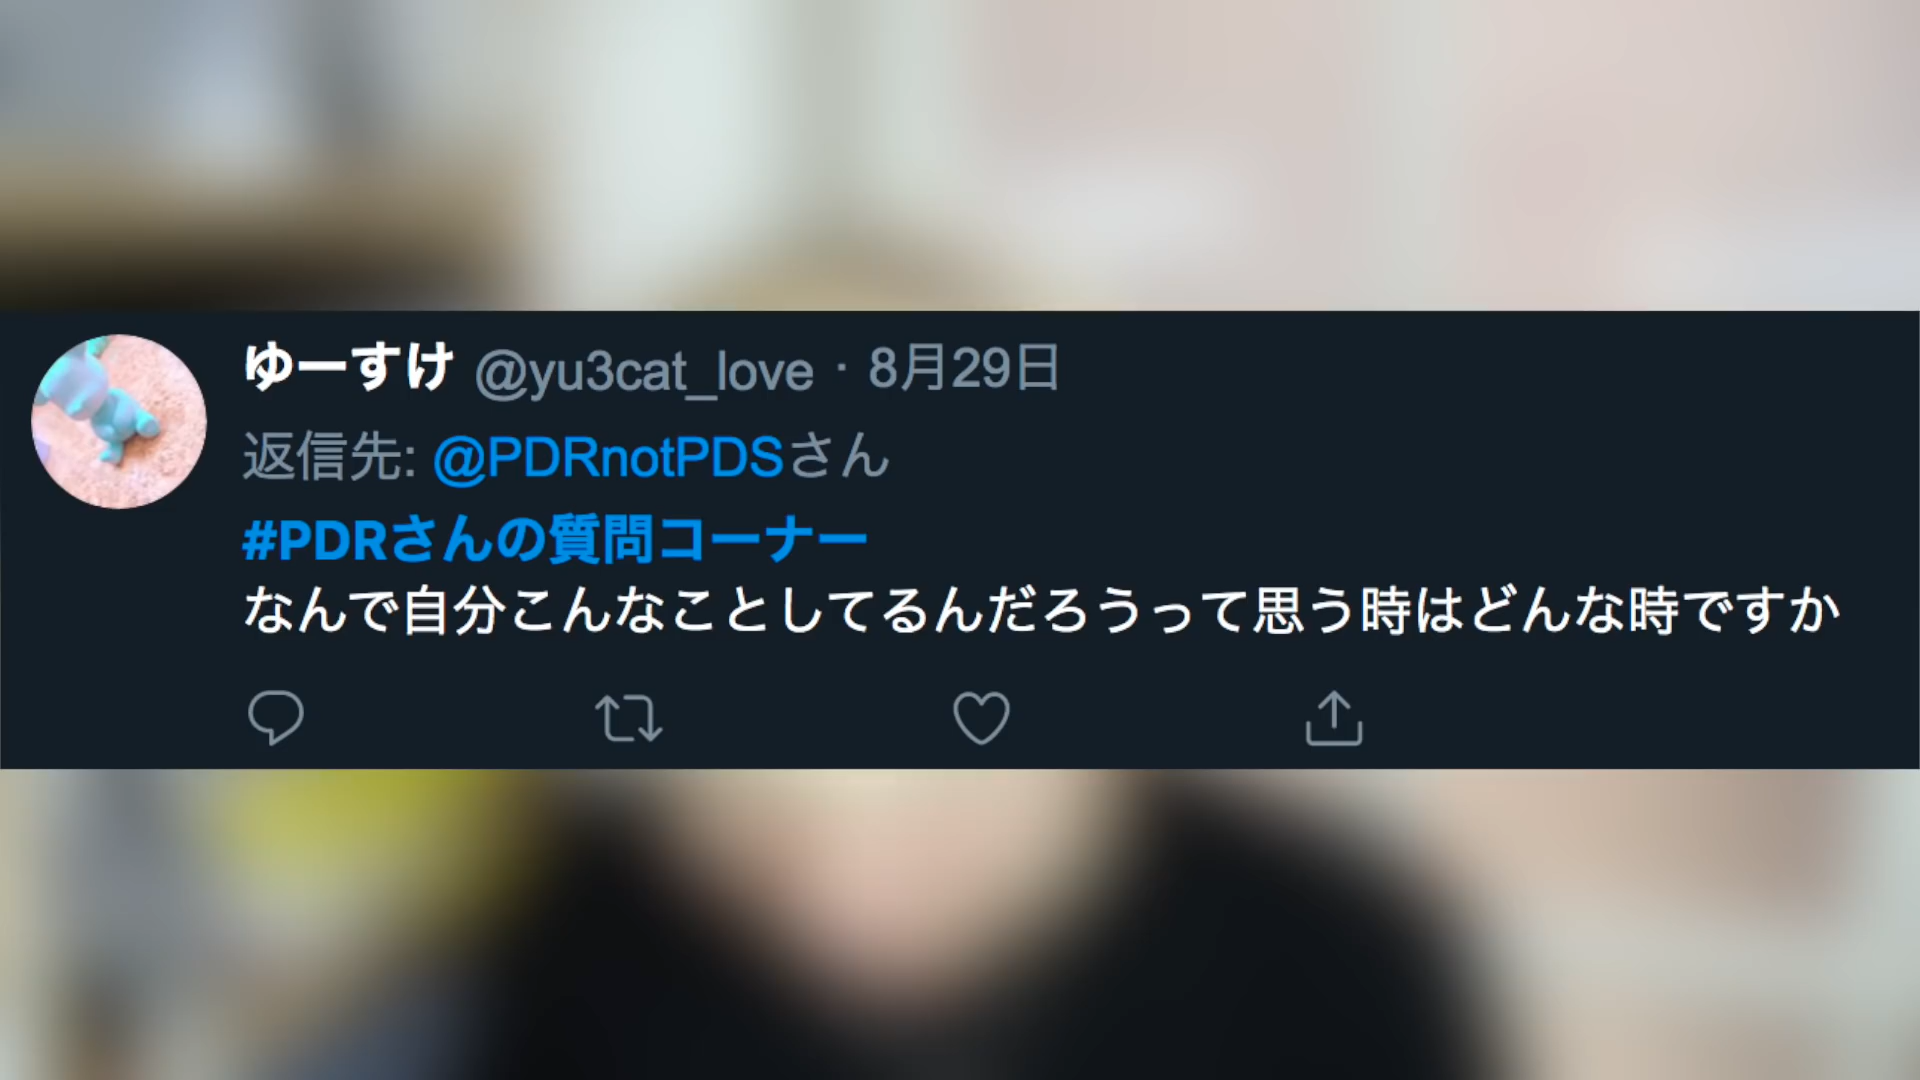 ゆーすけ @yu3cat_love · 8月29日
返信先: @PDRnotPDSさん
#PDRさんの質問コーナー
なんで自分こんなことしてるんだろうって思う時はどんな時ですか